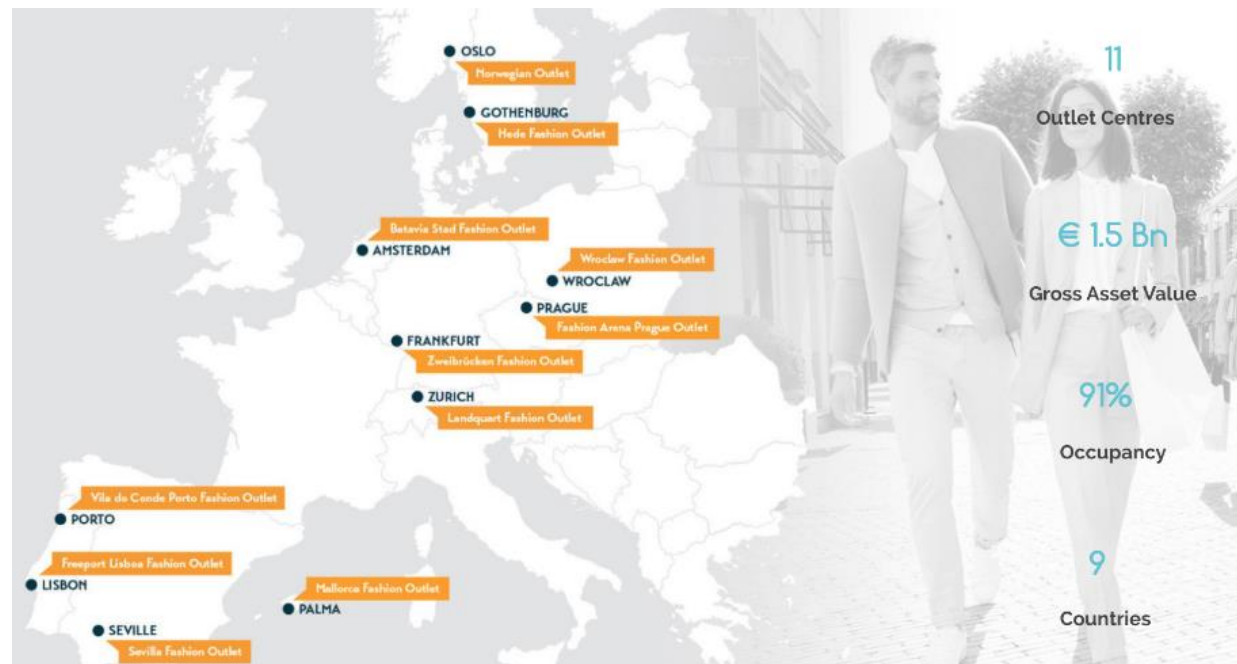 OSLO
Norwegian Outlet
GOTHENBURG
Hede Fashion Outlet
Batavia Stad Fashion Outlet
AMSTERDAM
Wroclaw Fashion Outlet
WROCLAW
PRAGUE
Fashion Arena Prague Outlet
FRANKFURT
Zweibrücken Fashion Outlet
ZURICH
Landquart Fashion Outlet
Vila do Conde Porto Fashion Outlet
PORTO
Freeport Lisboa Fashion Outlet
LISBON
Mallorca Fashion Outlet
PALMA
SEVILLE
Sevilla Fashion Outlet
11
Outlet Centres
€ 1.5 Bn
Gross Asset Value
91%
Occupancy
9
Countries